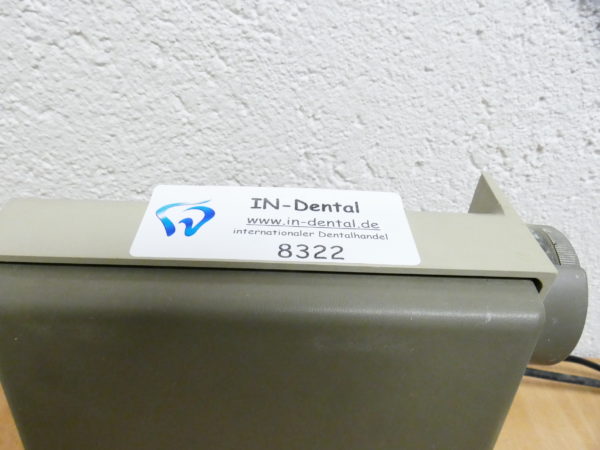 IN-Dental
www.in-dental.de
internationaler Dentalhandel
8322